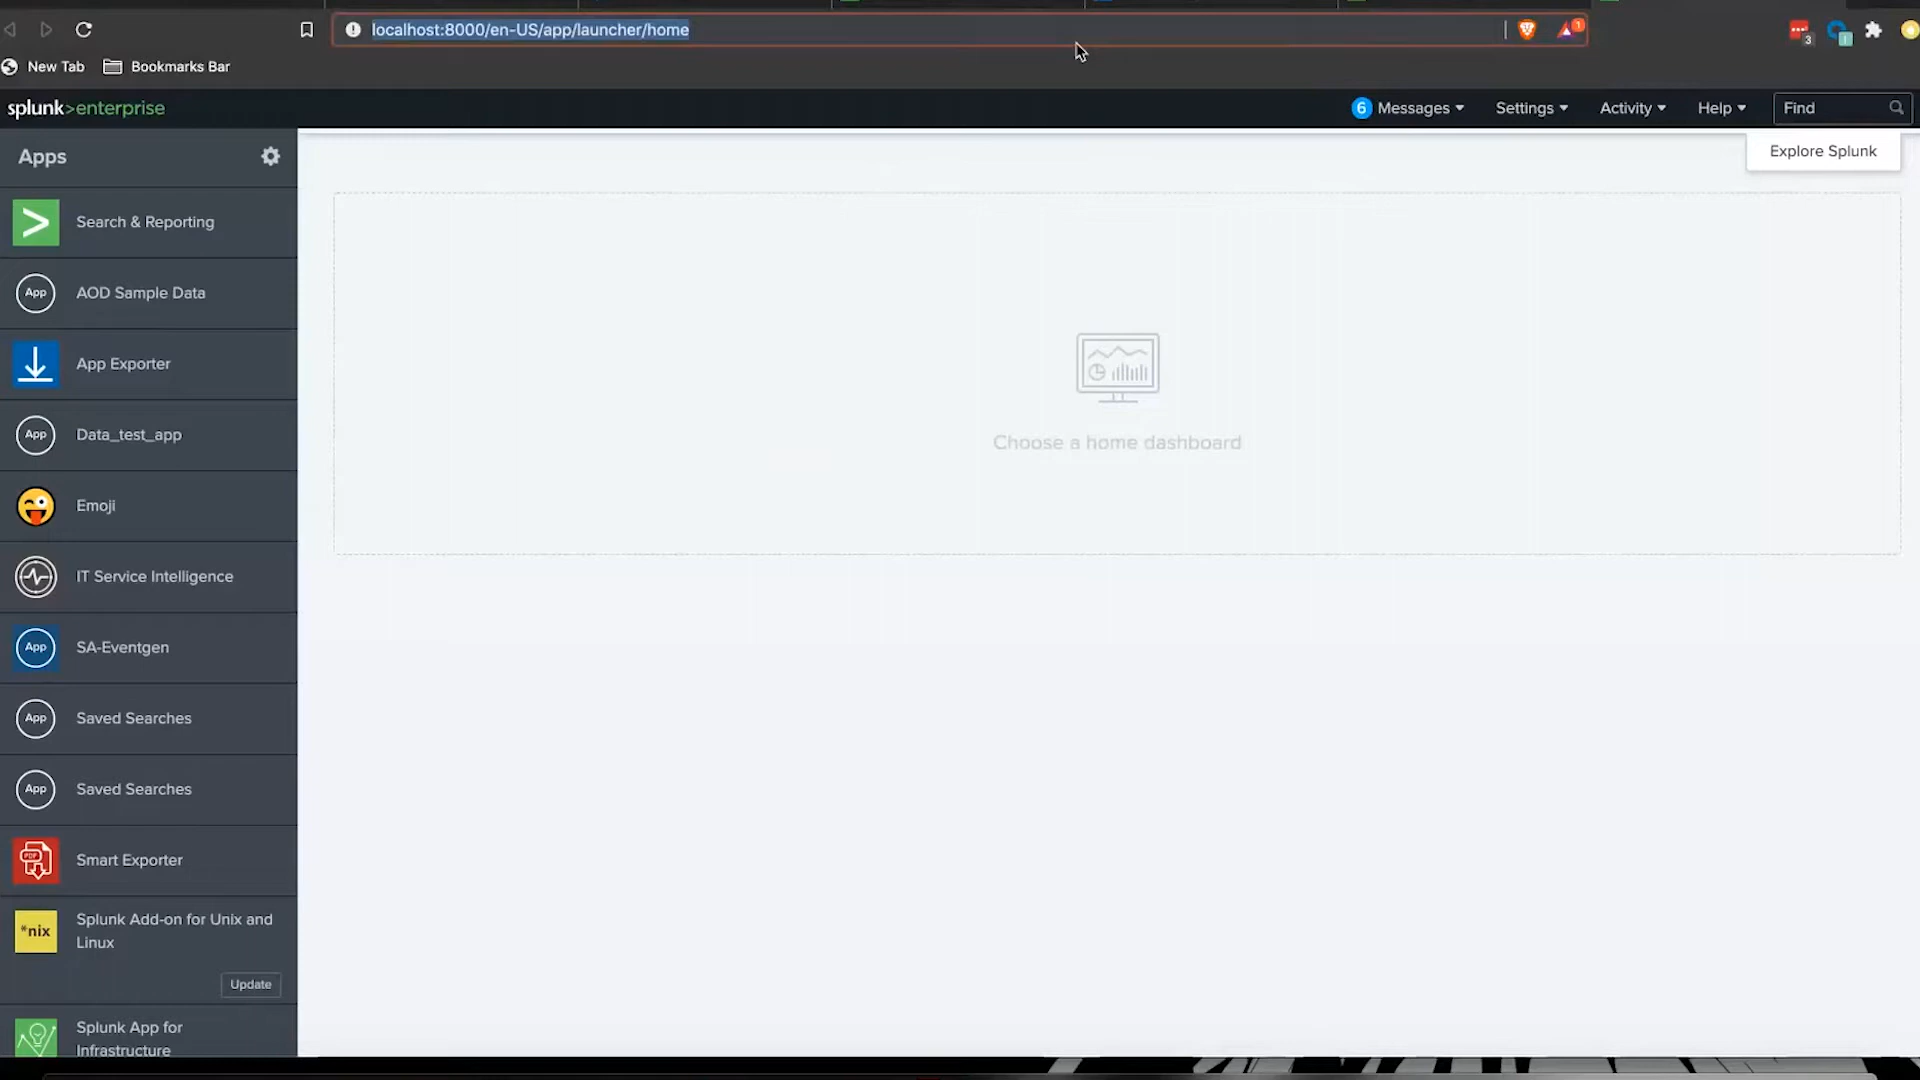 localhost:8000/en-US/app/launcher/home
1
3
New Tab
Bookmarks Bar
splunk>enterprise
6 Messages
Settings
Activity
Help
Find
Explore Splunk
Apps
Search & Reporting
App
AOD Sample Data
App Exporter
App
Data_test_app
Emoji
IT Service Intelligence
App
SA-Eventgen
App
Saved Searches
App
Saved Searches
PDF
Smart Exporter
*nix
Splunk Add-on for Unix and
Linux
Update
Splunk App for
Infrastructure
Choose a home dashboard